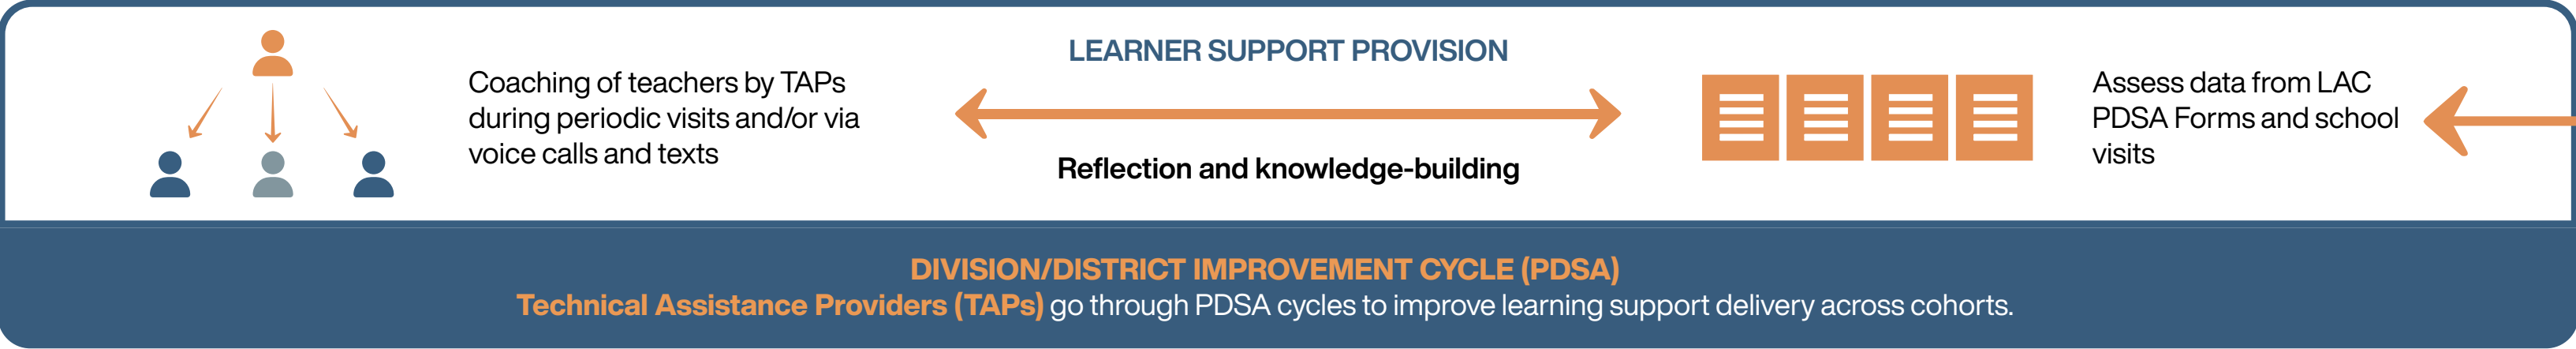 LEARNER SUPPORT PROVISION
Coaching of teachers by TAPs
during periodic visits and/or via
voice calls and texts
Reflection and knowledge-building
Assess data from LAC
PDSA Forms and school
visits
DIVISION/DISTRICT IMPROVEMENT CYCLE (PDSA)
Technical Assistance Providers (TAPs) go through PDSA cycles to improve learning support delivery across cohorts.